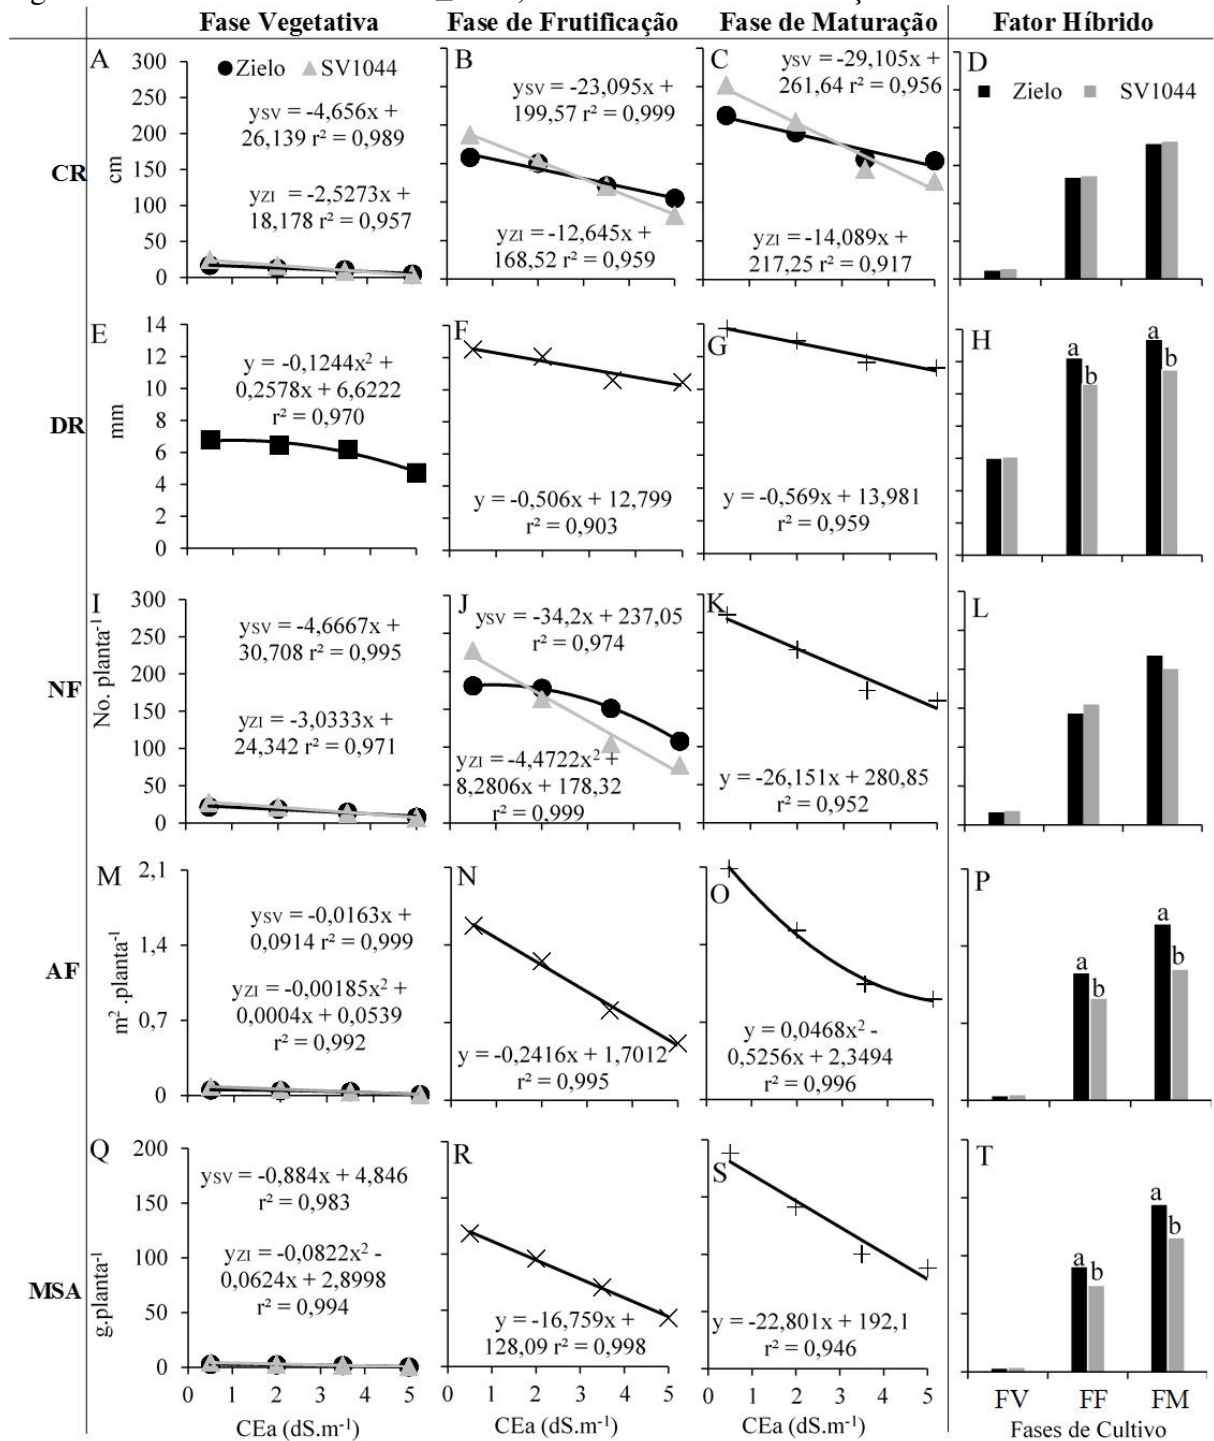 Fase Vegetativa Fase de Frutificação Fase de Maturação Fator Híbrido
CR
A
cm
300
250
200
150
100
50
0
Zielo SV1044
ySV = -4,656x +
26,139 r² = 0,989
yZI = -2,5273x +
18,178 r² = 0,957
B
ySV = -23,095x +
199,57 r² = 0,999
yZI = -12,645x +
168,52 r² = 0,959
C
ySV = -29,105x +
261,64 r² = 0,956
yZI = -14,089x +
217,25 r² = 0,917
D
Zielo SV1044
DR
E
mm
14
12
10
8
6
4
2
0
y = -0,1244x² +
0,2578x + 6,6222
r² = 0,970
F
y = -0,506x + 12,799
r² = 0,903
G
y = -0,569x + 13,981
r² = 0,959
H
a
b
a
b
NF
I
No. planta⁻¹
300
250
200
150
100
50
0
ySV = -4,6667x +
30,708 r² = 0,995
yZI = -3,0333x +
24,342 r² = 0,971
J
ySV = -34,2x + 237,05
r² = 0,974
yZI = -4,4722x² +
8,2806x + 178,32
r² = 0,999
K
y = -26,151x + 280,85
r² = 0,952
L
AF
M
m² .planta⁻¹
2,1
1,4
0,7
0
ySV = -0,0163x +
0,0914 r² = 0,999
yZI = -0,00185x² +
0,0004x + 0,0539
r² = 0,992
N
y = -0,2416x + 1,7012
r² = 0,995
O
y = 0,0468x² -
0,5256x + 2,3494
r² = 0,996
P
a
b
a
b
MSA
Q
g.planta⁻¹
200
150
100
50
0
ySV = -0,884x + 4,846
r² = 0,983
yZI = -0,0822x² -
0,0624x + 2,8998
r² = 0,994
R
y = -16,759x +
128,09 r² = 0,998
S
y = -22,801x + 192,1
r² = 0,946
T
a
b
a
b
0 1 2 3 4 5 0 1 2 3 4 5 0 1 2 3 4 5 FV FF FM
CEa (dS.m⁻¹) CEa (dS.m⁻¹) CEa (dS.m⁻¹) Fases de Cultivo